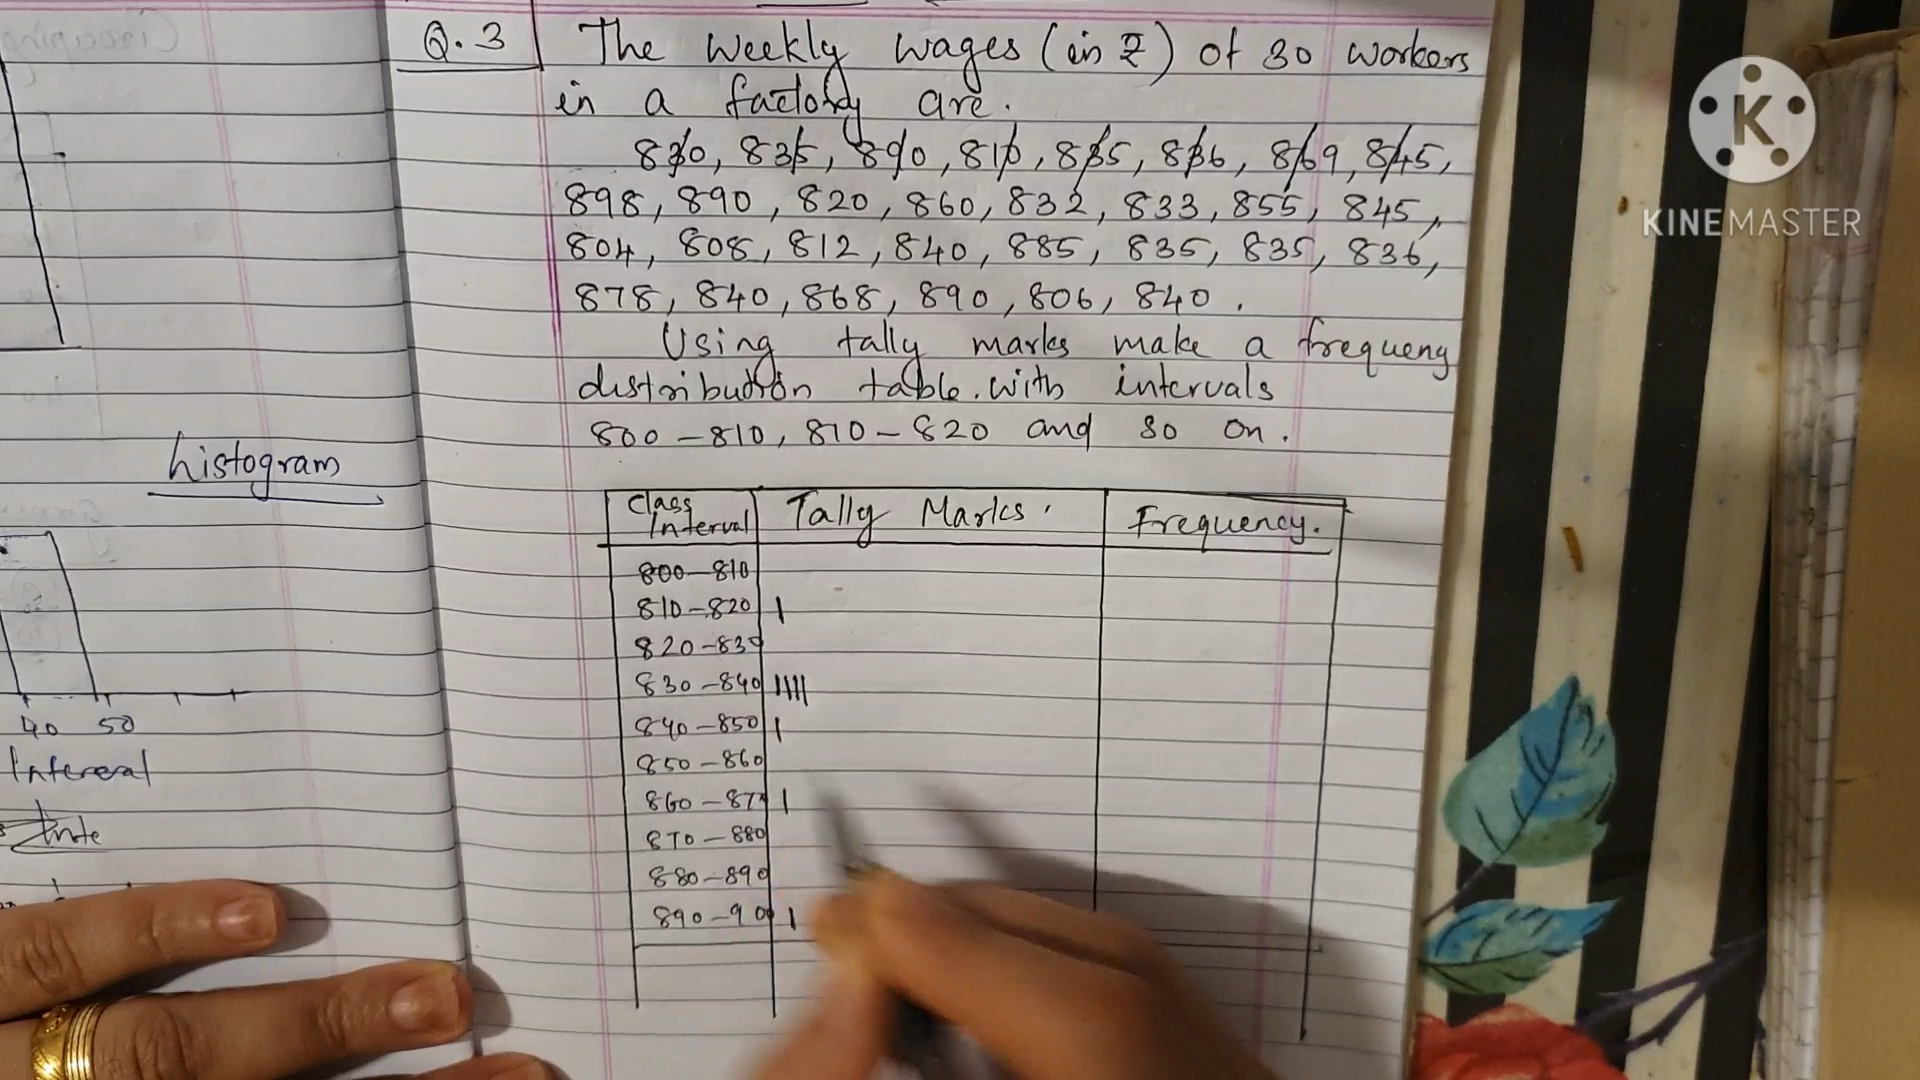 Q.3 The Weekly wages (in ₹) of 30 workers
in a factory are.
830, 835, 890, 810, 835, 836, 869, 845,
898, 890, 820, 860, 832, 833, 855, 845,
804, 808, 812, 840, 885, 835, 835, 836,
878, 840, 868, 890, 806, 840.
Using tally marks make a frequency
distribution table. with intervals
800 – 810, 810 – 820 and so on.
Class Interval Tally Marks. Frequency.
800–810
810–820 |
820–830
830–840 ||||
840–850 |
850–860
860–870 |
870–880
880–890
890–900 |
histogram
40 50
Interval
K
KINEMASTER